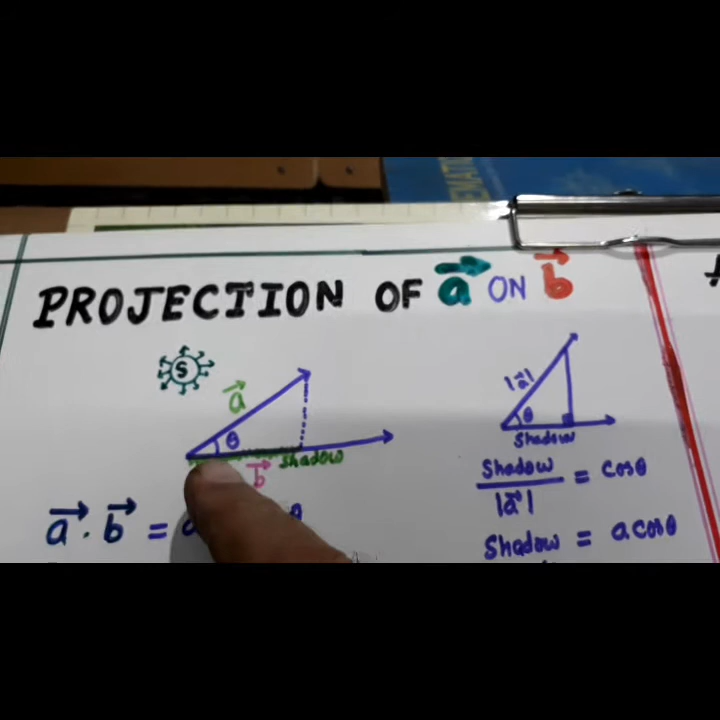 PROJECTION OF a⃗ ON b⃗
S
a⃗
θ
b⃗
Shadow
a⃗ . b⃗ = a θ
|a⃗|
θ
Shadow
Shadow / |a⃗| = cosθ
Shadow = a cosθ